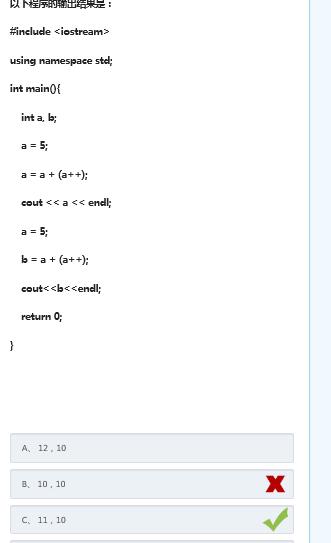 以下程序的输出结果是：
#include <iostream>
using namespace std;
int main(){
int a, b;
a = 5;
a = a + (a++);
cout << a << endl;
a = 5;
b = a + (a++);
cout<<b<<endl;
return 0;
}
A、 12，10
B、 10，10
C、 11，10